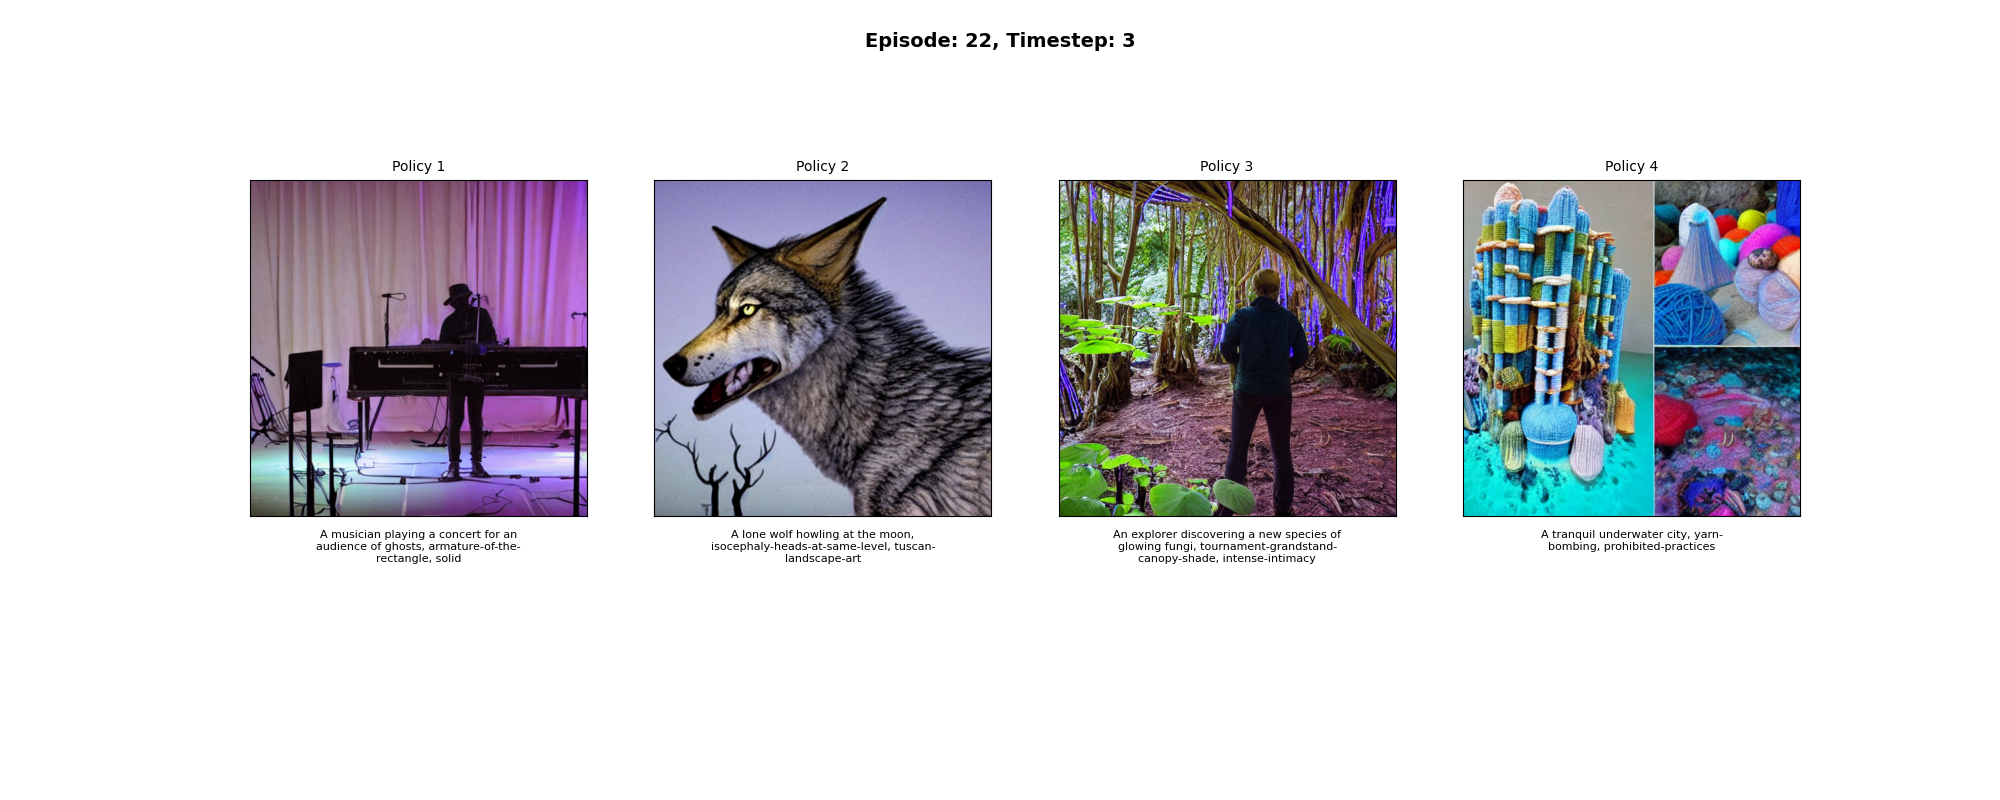 Episode: 22, Timestep: 3
Policy 1
Policy 2
Policy 3
Policy 4
A musician playing a concert for an
audience of ghosts, armature-of-the-
rectangle, solid
A lone wolf howling at the moon,
isocephaly-heads-at-same-level, tuscan-
landscape-art
An explorer discovering a new species of
glowing fungi, tournament-grandstand-
canopy-shade, intense-intimacy
A tranquil underwater city, yarn-
bombing, prohibited-practices